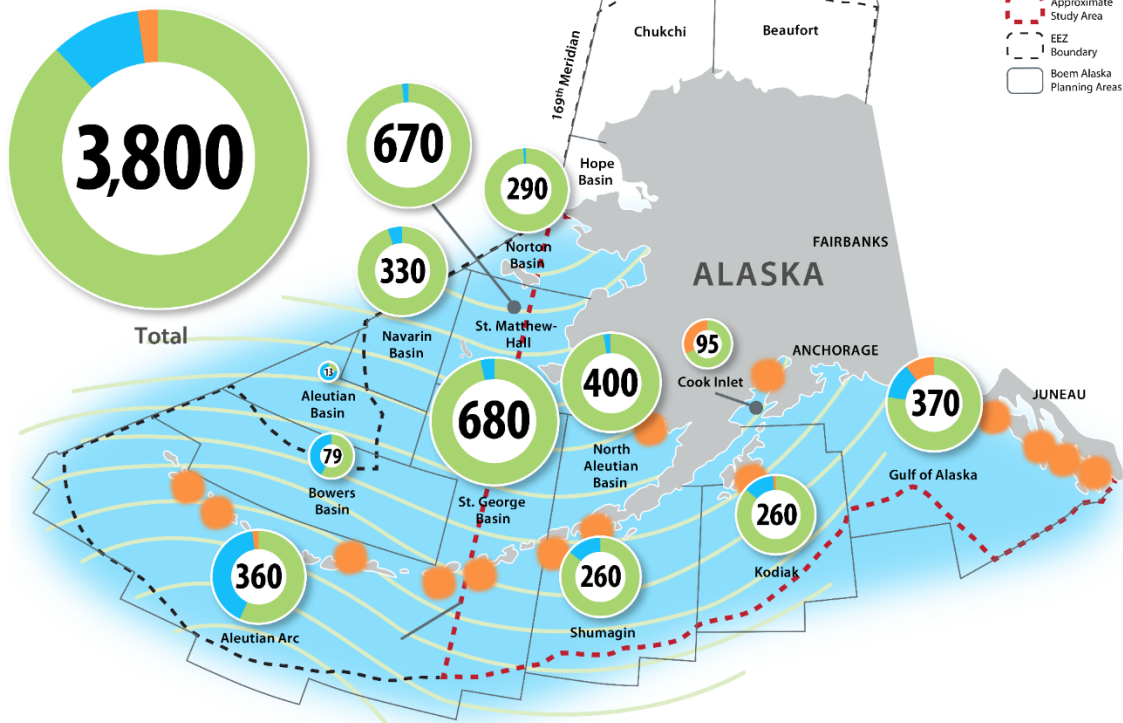 3,800
Total
Chukchi
Beaufort
Approximate
Study Area
EEZ
Boundary
Boem Alaska
Planning Areas
169th Meridian
670
290
Hope
Basin
Norton
Basin
FAIRBANKS
330
ALASKA
Navarin
Basin
St. Matthew-
Hall
95
ANCHORAGE
13
Aleutian
Basin
400
Cook Inlet
370
JUNEAU
680
79
Bowers
Basin
North
Aleutian
Basin
Gulf of Alaska
St. George
Basin
260
Kodiak
360
Aleutian Arc
260
Shumagin